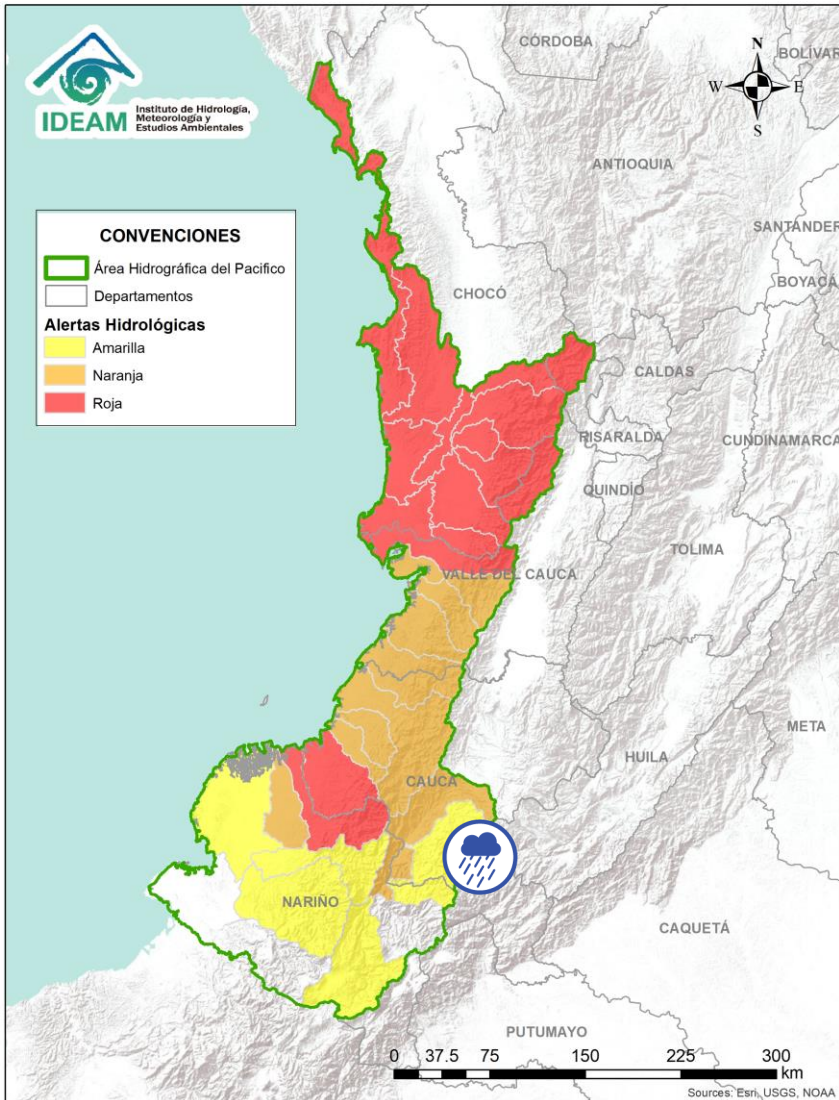 IDEAM
Instituto de Hidrología,
Meteorología y
Estudios Ambientales
CÓRDOBA
BOLÍVAR
N
W E
S
ANTIOQUIA
SANTANDER
BOYACÁ
CONVENCIONES
Área Hidrográfica del Pacifico
Departamentos
Alertas Hidrológicas
Amarilla
Naranja
Roja
CHOCÓ
CALDAS
RISARALDA
CUNDINAMARCA
QUINDÍO
TOLIMA
VALLE DEL CAUCA
META
HUILA
CAUCA
NARIÑO
CAQUETÁ
PUTUMAYO
0 37.5 75 150 225 300
km
Sources: Esri, USGS, NOAA